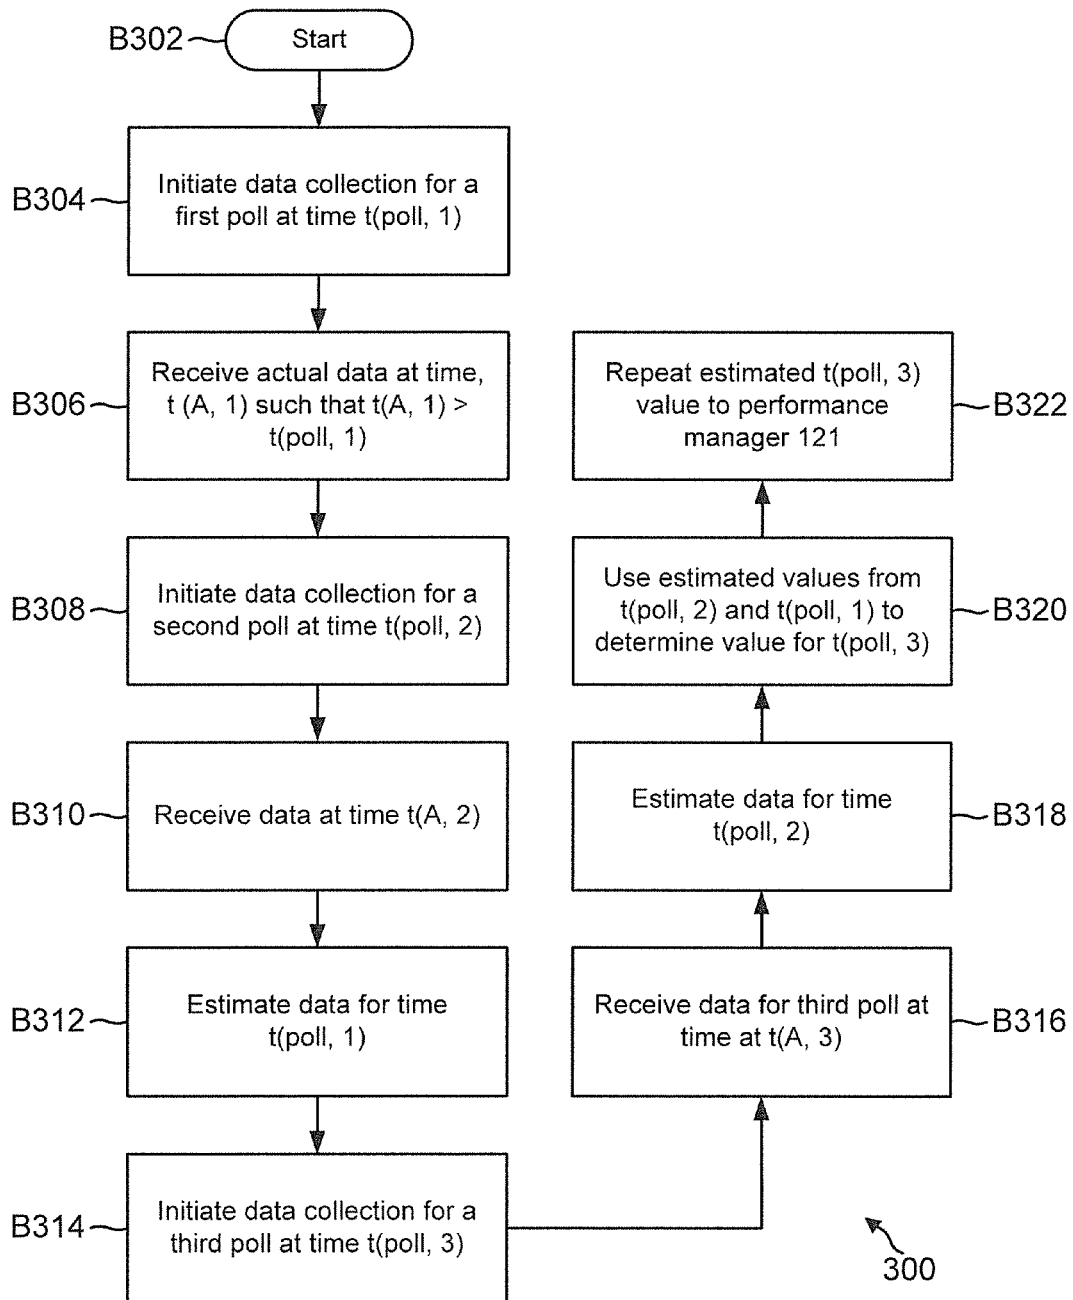 B302
Start
B304
Initiate data collection for a
first poll at time t(poll, 1)
B306
Receive actual data at time,
t (A, 1) such that t(A, 1) >
t(poll, 1)
B308
Initiate data collection for a
second poll at time t(poll, 2)
B310
Receive data at time t(A, 2)
B312
Estimate data for time
t(poll, 1)
B314
Initiate data collection for a
third poll at time t(poll, 3)
Receive data for third poll at
time at t(A, 3)
B316
Estimate data for time
t(poll, 2)
B318
Use estimated values from
t(poll, 2) and t(poll, 1) to
determine value for t(poll, 3)
B320
Repeat estimated t(poll, 3)
value to performance
manager 121
B322
300